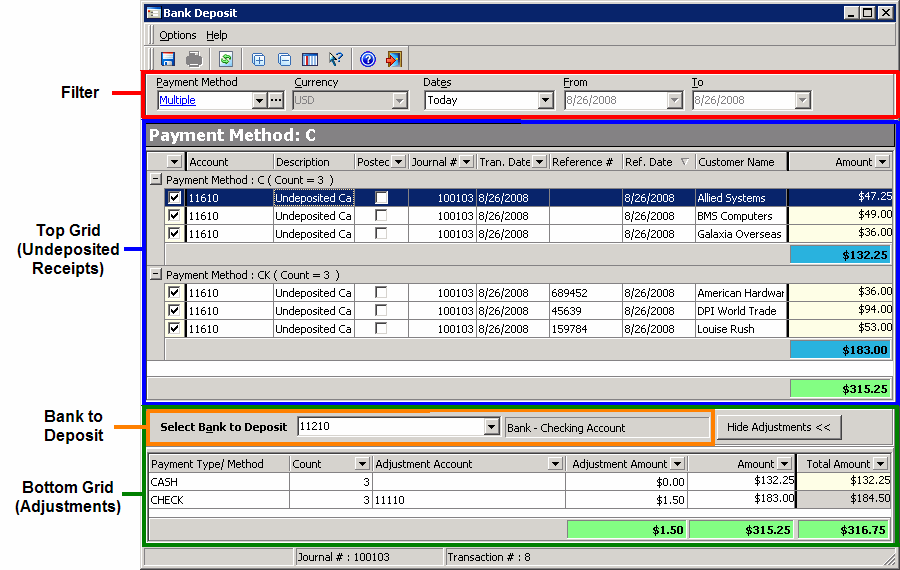 Bank Deposit
Options Help
Filter
Payment Method Currency Dates From To
Multiple USD Today 8/26/2008 8/26/2008
Payment Method: C
Account Description Postec Journal # Tran. Date Reference # Ref. Date Customer Name Amount
Payment Method : C ( Count = 3 )
11610 Undeposited Ca 100103 8/26/2008 8/26/2008 Allied Systems $47.25
11610 Undeposited Ca 100103 8/26/2008 8/26/2008 BMS Computers $49.00
11610 Undeposited Ca 100103 8/26/2008 8/26/2008 Galaxia Overseas $36.00
$132.25
Top Grid
(Undeposited
Receipts)
Payment Method : CK ( Count = 3 )
11610 Undeposited Ca 100103 8/26/2008 689452 8/26/2008 American Hardwar $36.00
11610 Undeposited Ca 100103 8/26/2008 45639 8/26/2008 DPI World Trade $94.00
11610 Undeposited Ca 100103 8/26/2008 159784 8/26/2008 Louise Rush $53.00
$183.00
$315.25
Bank to
Deposit
Select Bank to Deposit 11210 Bank - Checking Account Hide Adjustments <<
Payment Type/ Method Count Adjustment Account Adjustment Amount Amount Total Amount
CASH 3 $0.00 $132.25 $132.25
CHECK 3 11110 $1.50 $183.00 $184.50
$1.50 $315.25 $316.75
Bottom Grid
(Adjustments)
Journal # : 100103 Transaction # : 8